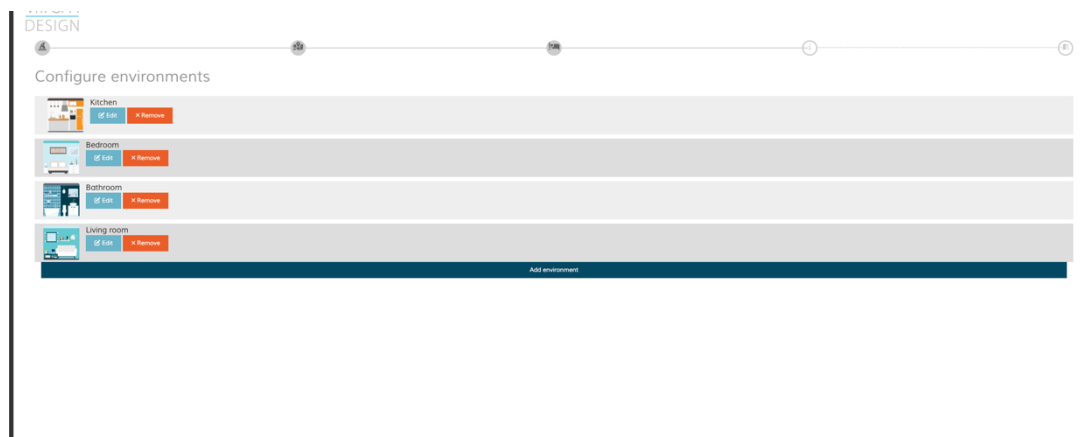 DESIGN
Configure environments
Kitchen
Edit × Remove
Bedroom
Edit × Remove
Bathroom
Edit × Remove
Living room
Edit × Remove
Add environment